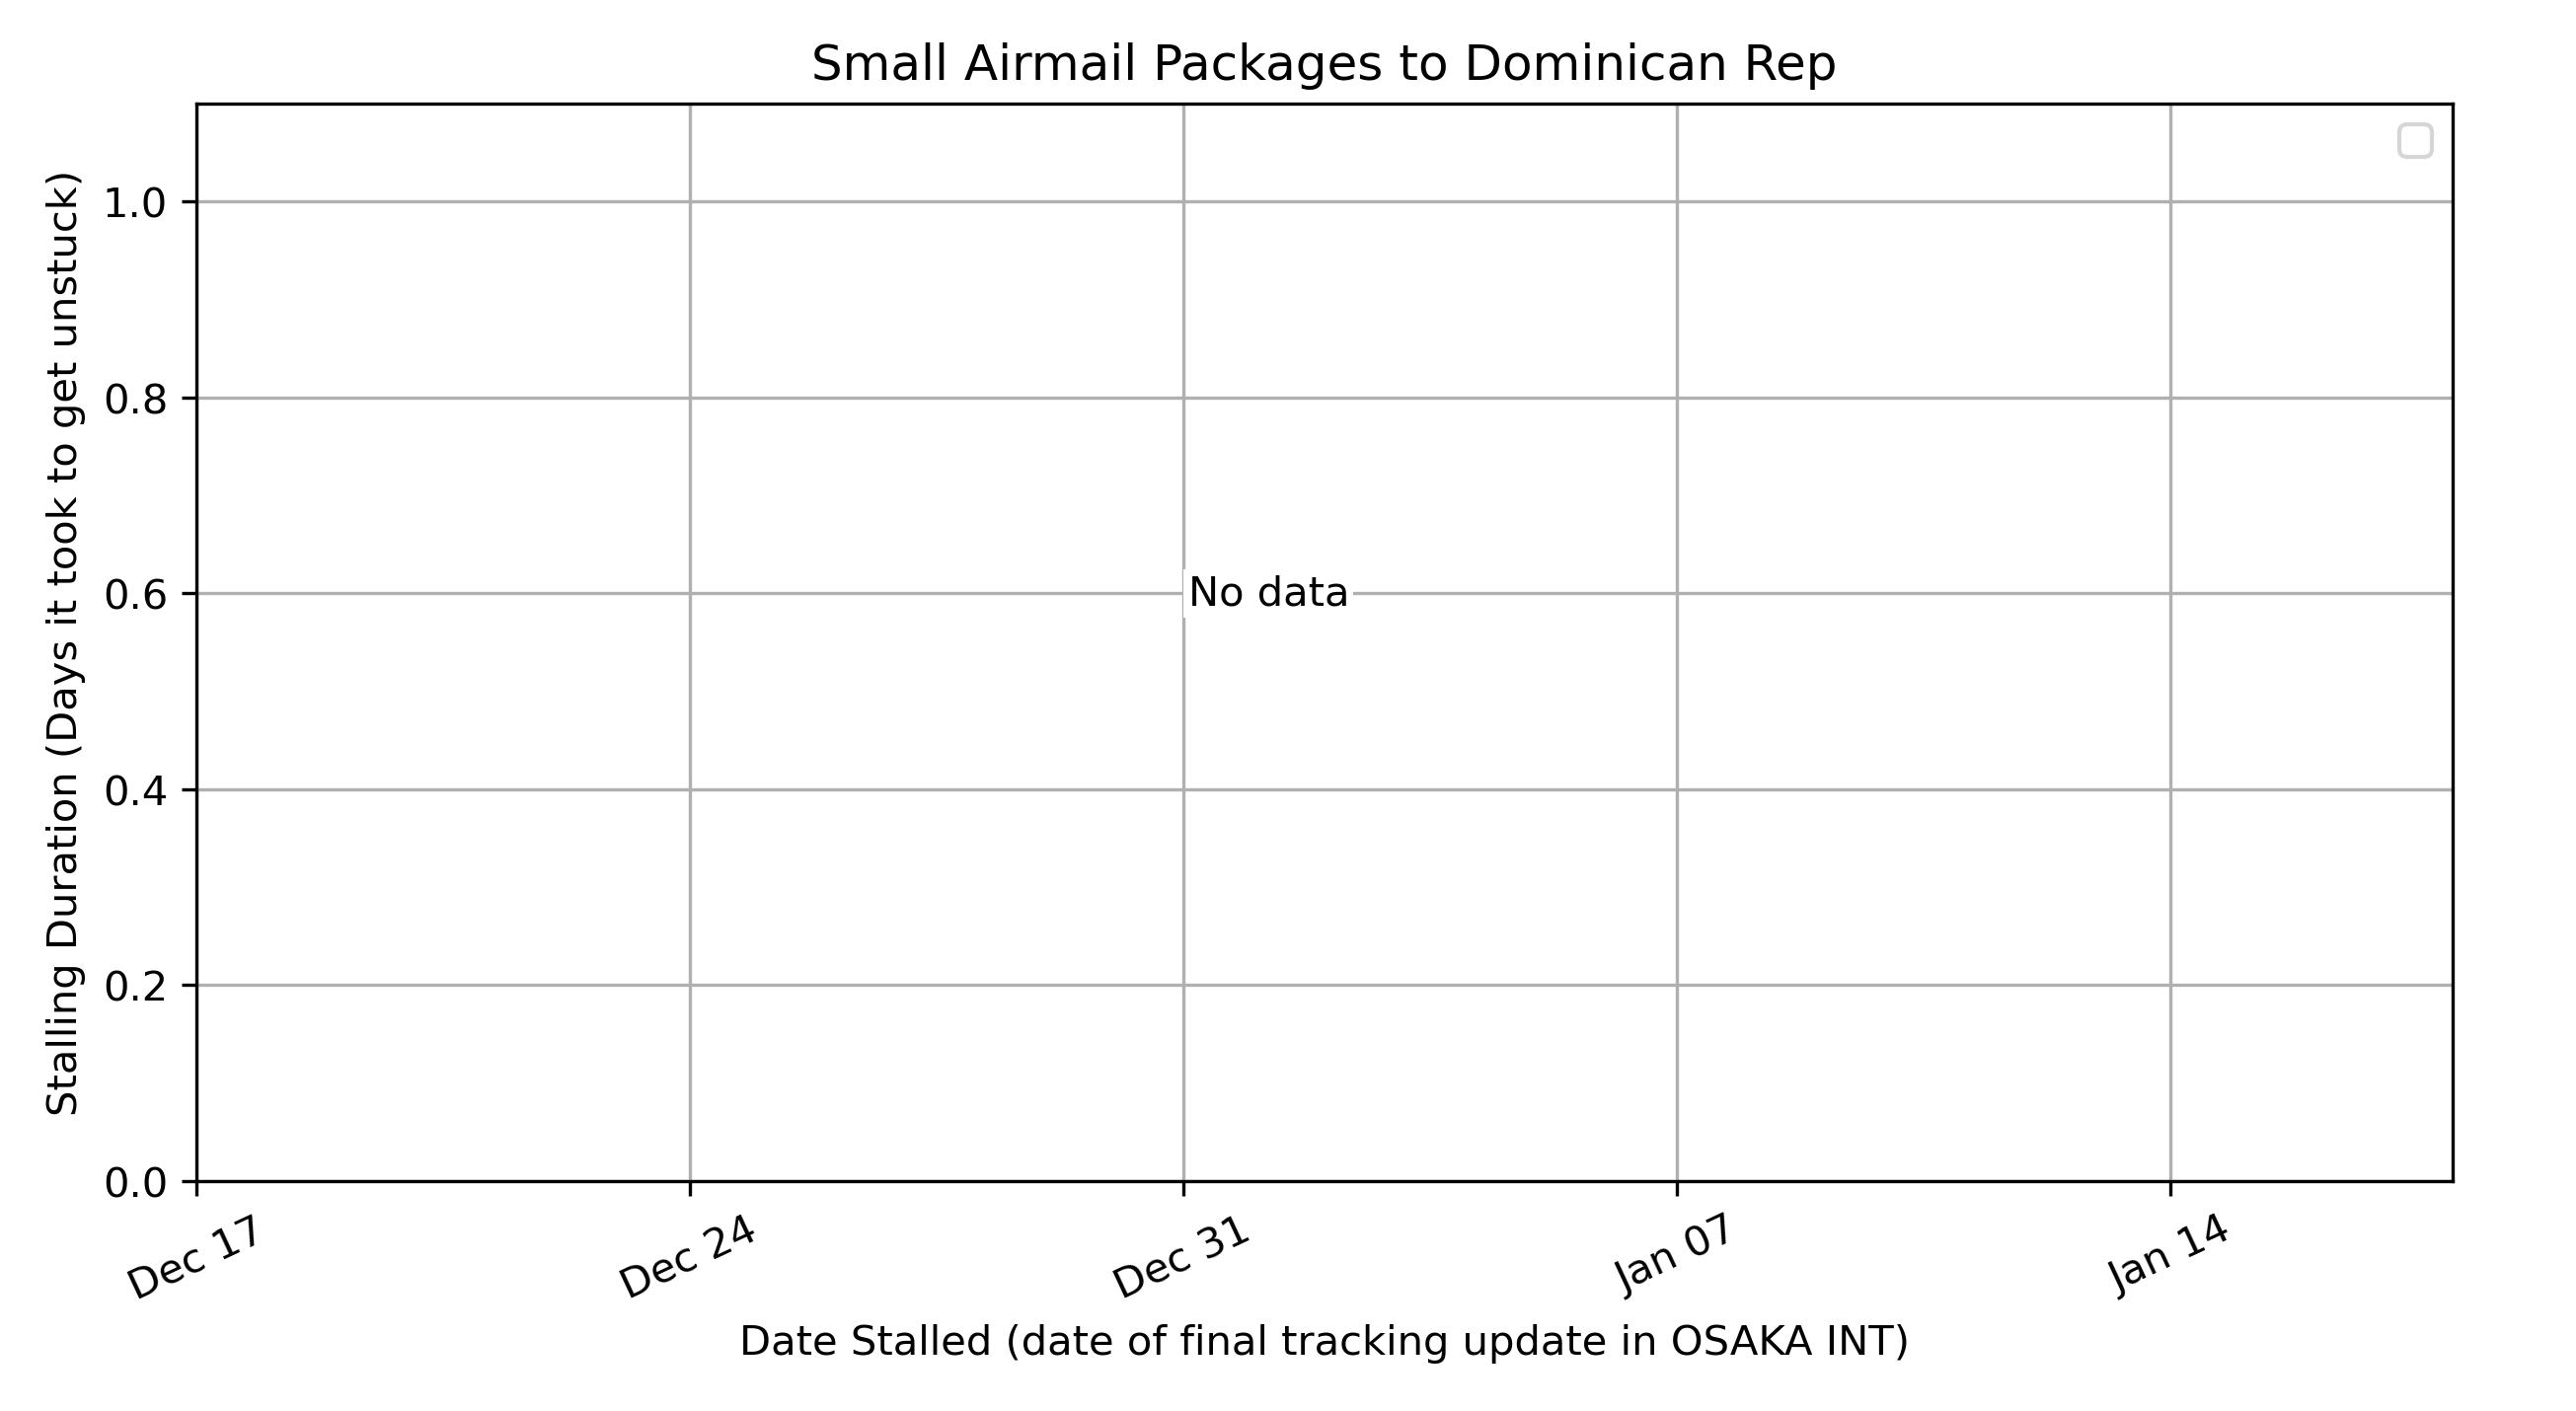 Small Airmail Packages to Dominican Rep
Stalling Duration (Days it took to get unstuck)
1.0
0.8
0.6
0.4
0.2
0.0
No data
Dec 17
Dec 24
Dec 31
Jan 07
Jan 14
Date Stalled (date of final tracking update in OSAKA INT)